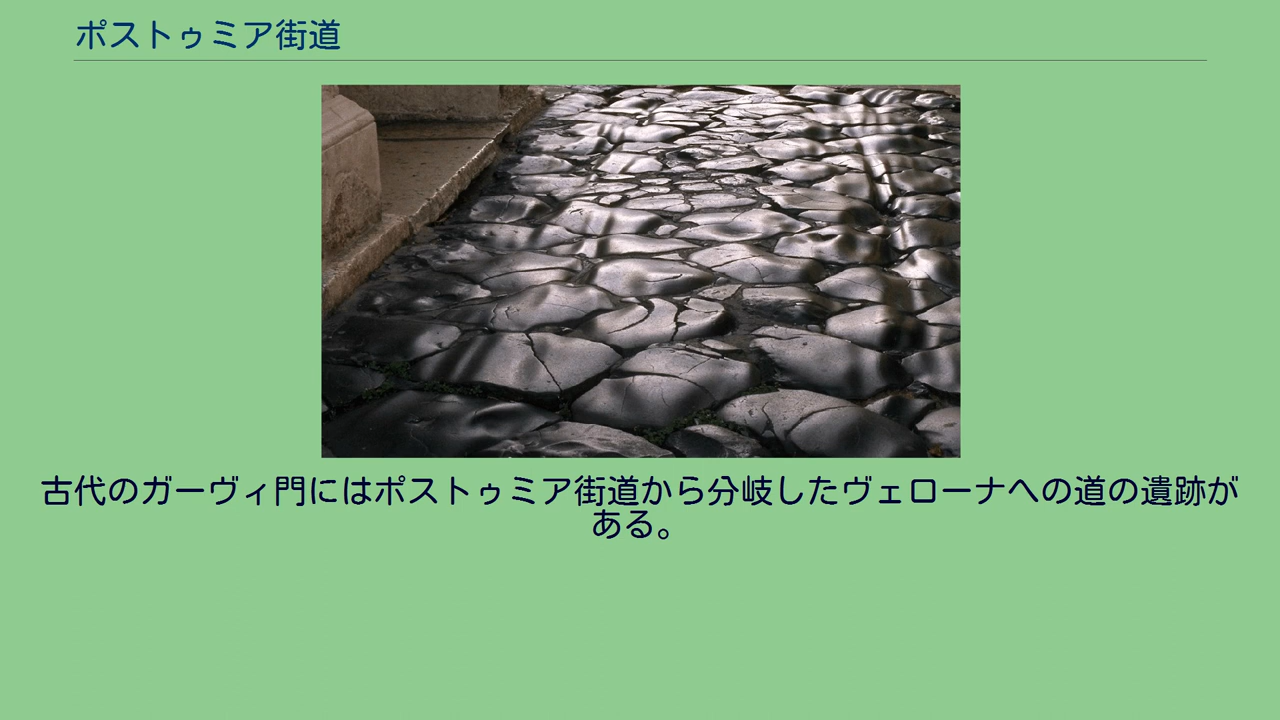 ポストゥミア街道
古代のガーヴィ門にはポストゥミア街道から分岐したヴェローナへの道の遺跡が
ある。